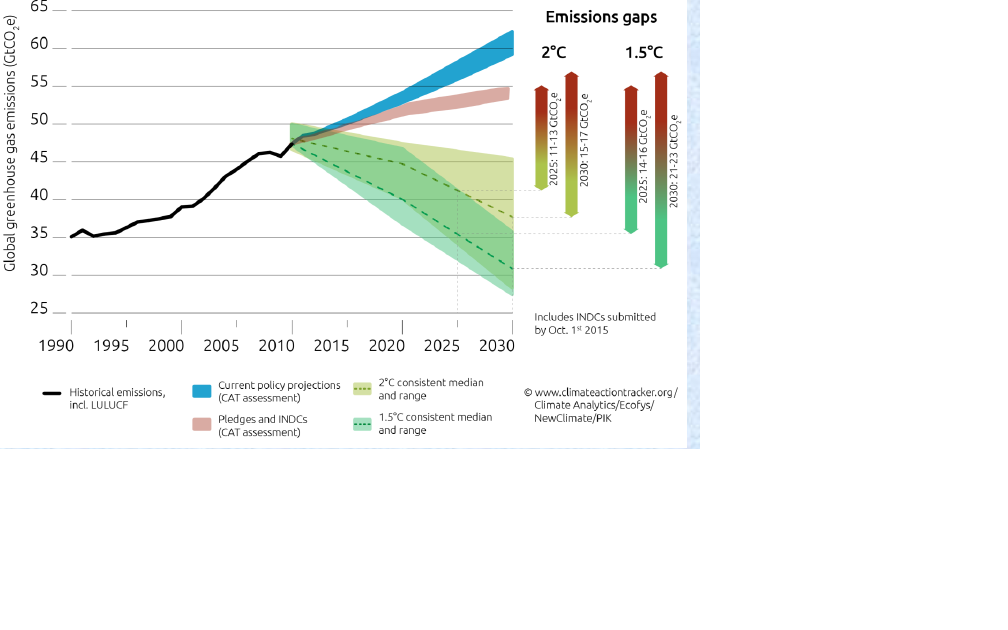 65
Emissions gaps
2°C
1.5°C
60
55
50
45
40
35
30
25
Global greenhouse gas emissions (GtCO₂e)
2025: 11-13 GtCO₂e
2030: 15-17 GtCO₂e
2025: 14-16 GtCO₂e
2030: 21-23 GtCO₂e
Includes INDCs submitted
by Oct. 1st 2015
1990 1995 2000 2005 2010 2015 2020 2025 2030
Historical emissions,
incl. LULUCF
Current policy projections
(CAT assessment)
Pledges and INDCs
(CAT assessment)
2°C consistent median
and range
1.5°C consistent median
and range
© www.climateactiontracker.org/
Climate Analytics/Ecofys/
NewClimate/PIK